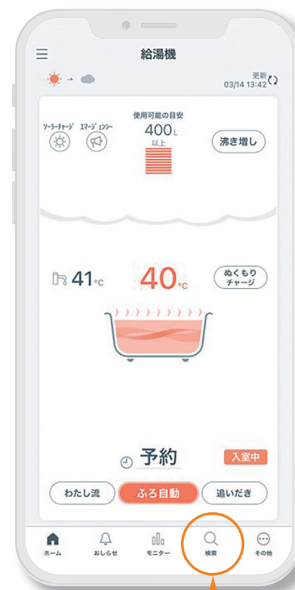 給湯機
更新
03/14 13:42
ソーラーチャージ エマージェンシー
使用可能の目安
400L
以上
沸き増し
41℃
40℃
ぬくもり
チャージ
予約
入室中
わたし流
ふろ自動
追いだき
ホーム
おしらせ
モニター
検索
その他